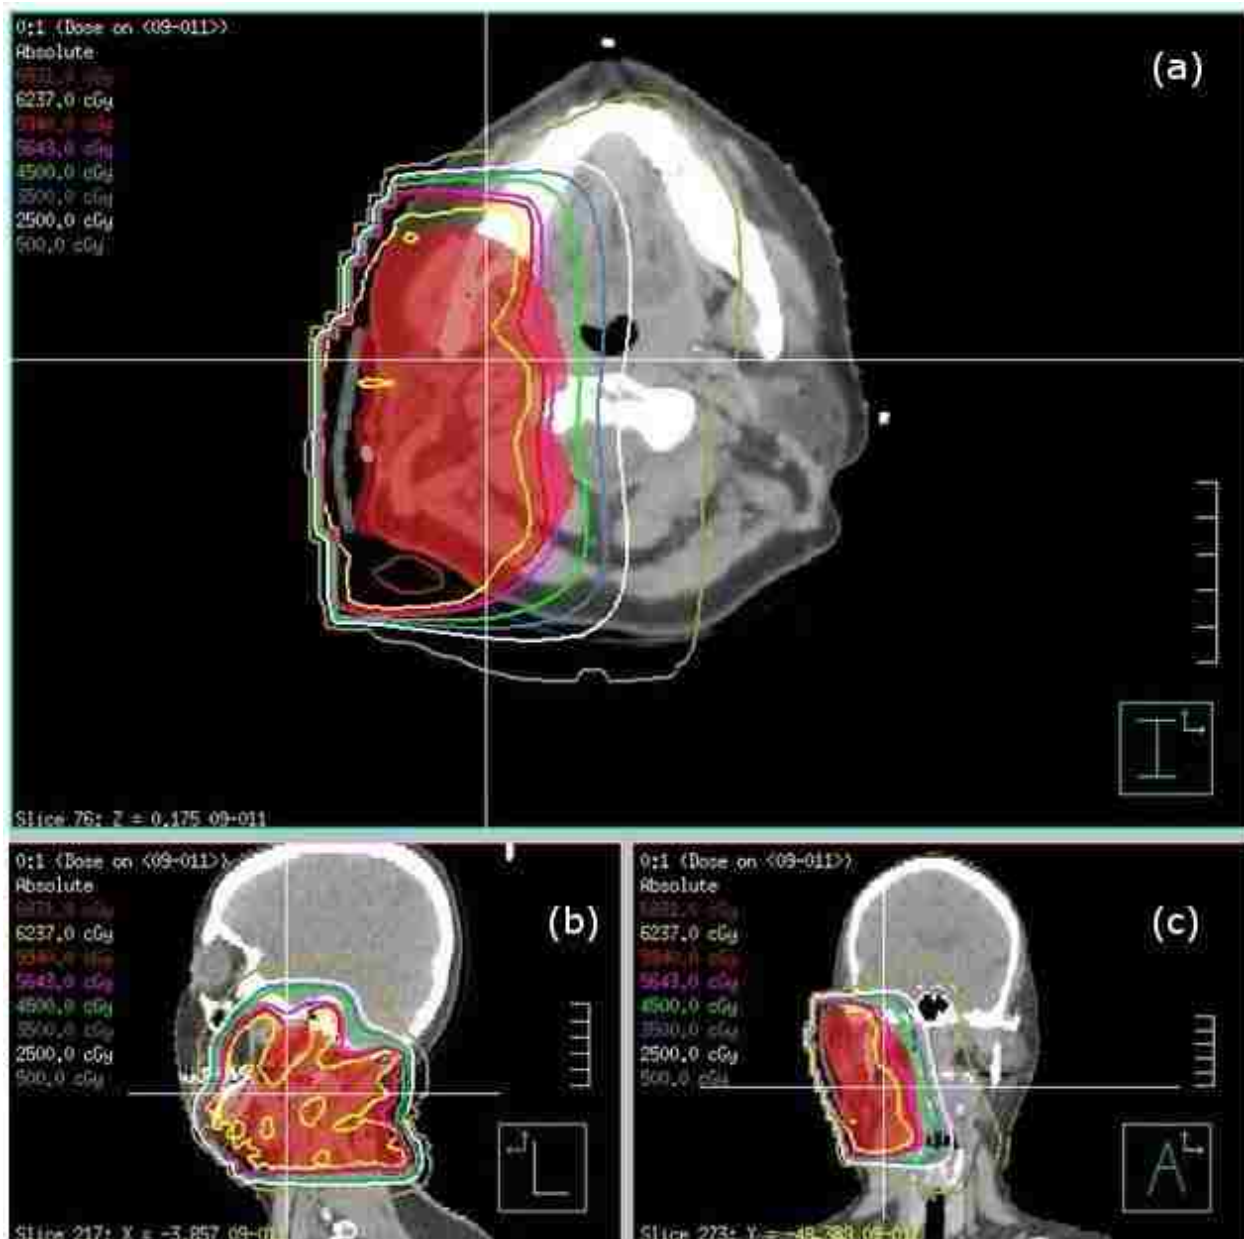 0:1 (Dose on <09-011>)
(a)
Absolute
6237.0 cGy
5643.0 cGy
4500.0 cGy
3500.0 cGy
2500.0 cGy
500.0 cGy
I
Slice 76: Z = 0.175 09-011
0:1 (Dose on <09-011>)
Absolute
(b)
6237.0 cGy
5643.0 cGy
4500.0 cGy
3500.0 cGy
2500.0 cGy
500.0 cGy
L
Slice 217: X = -3.857
0:1 (Dose on <09-011>)
Absolute
(c)
6237.0 cGy
5643.0 cGy
4500.0 cGy
3500.0 cGy
2500.0 cGy
500.0 cGy
A
Slice 273: Y = -48.389